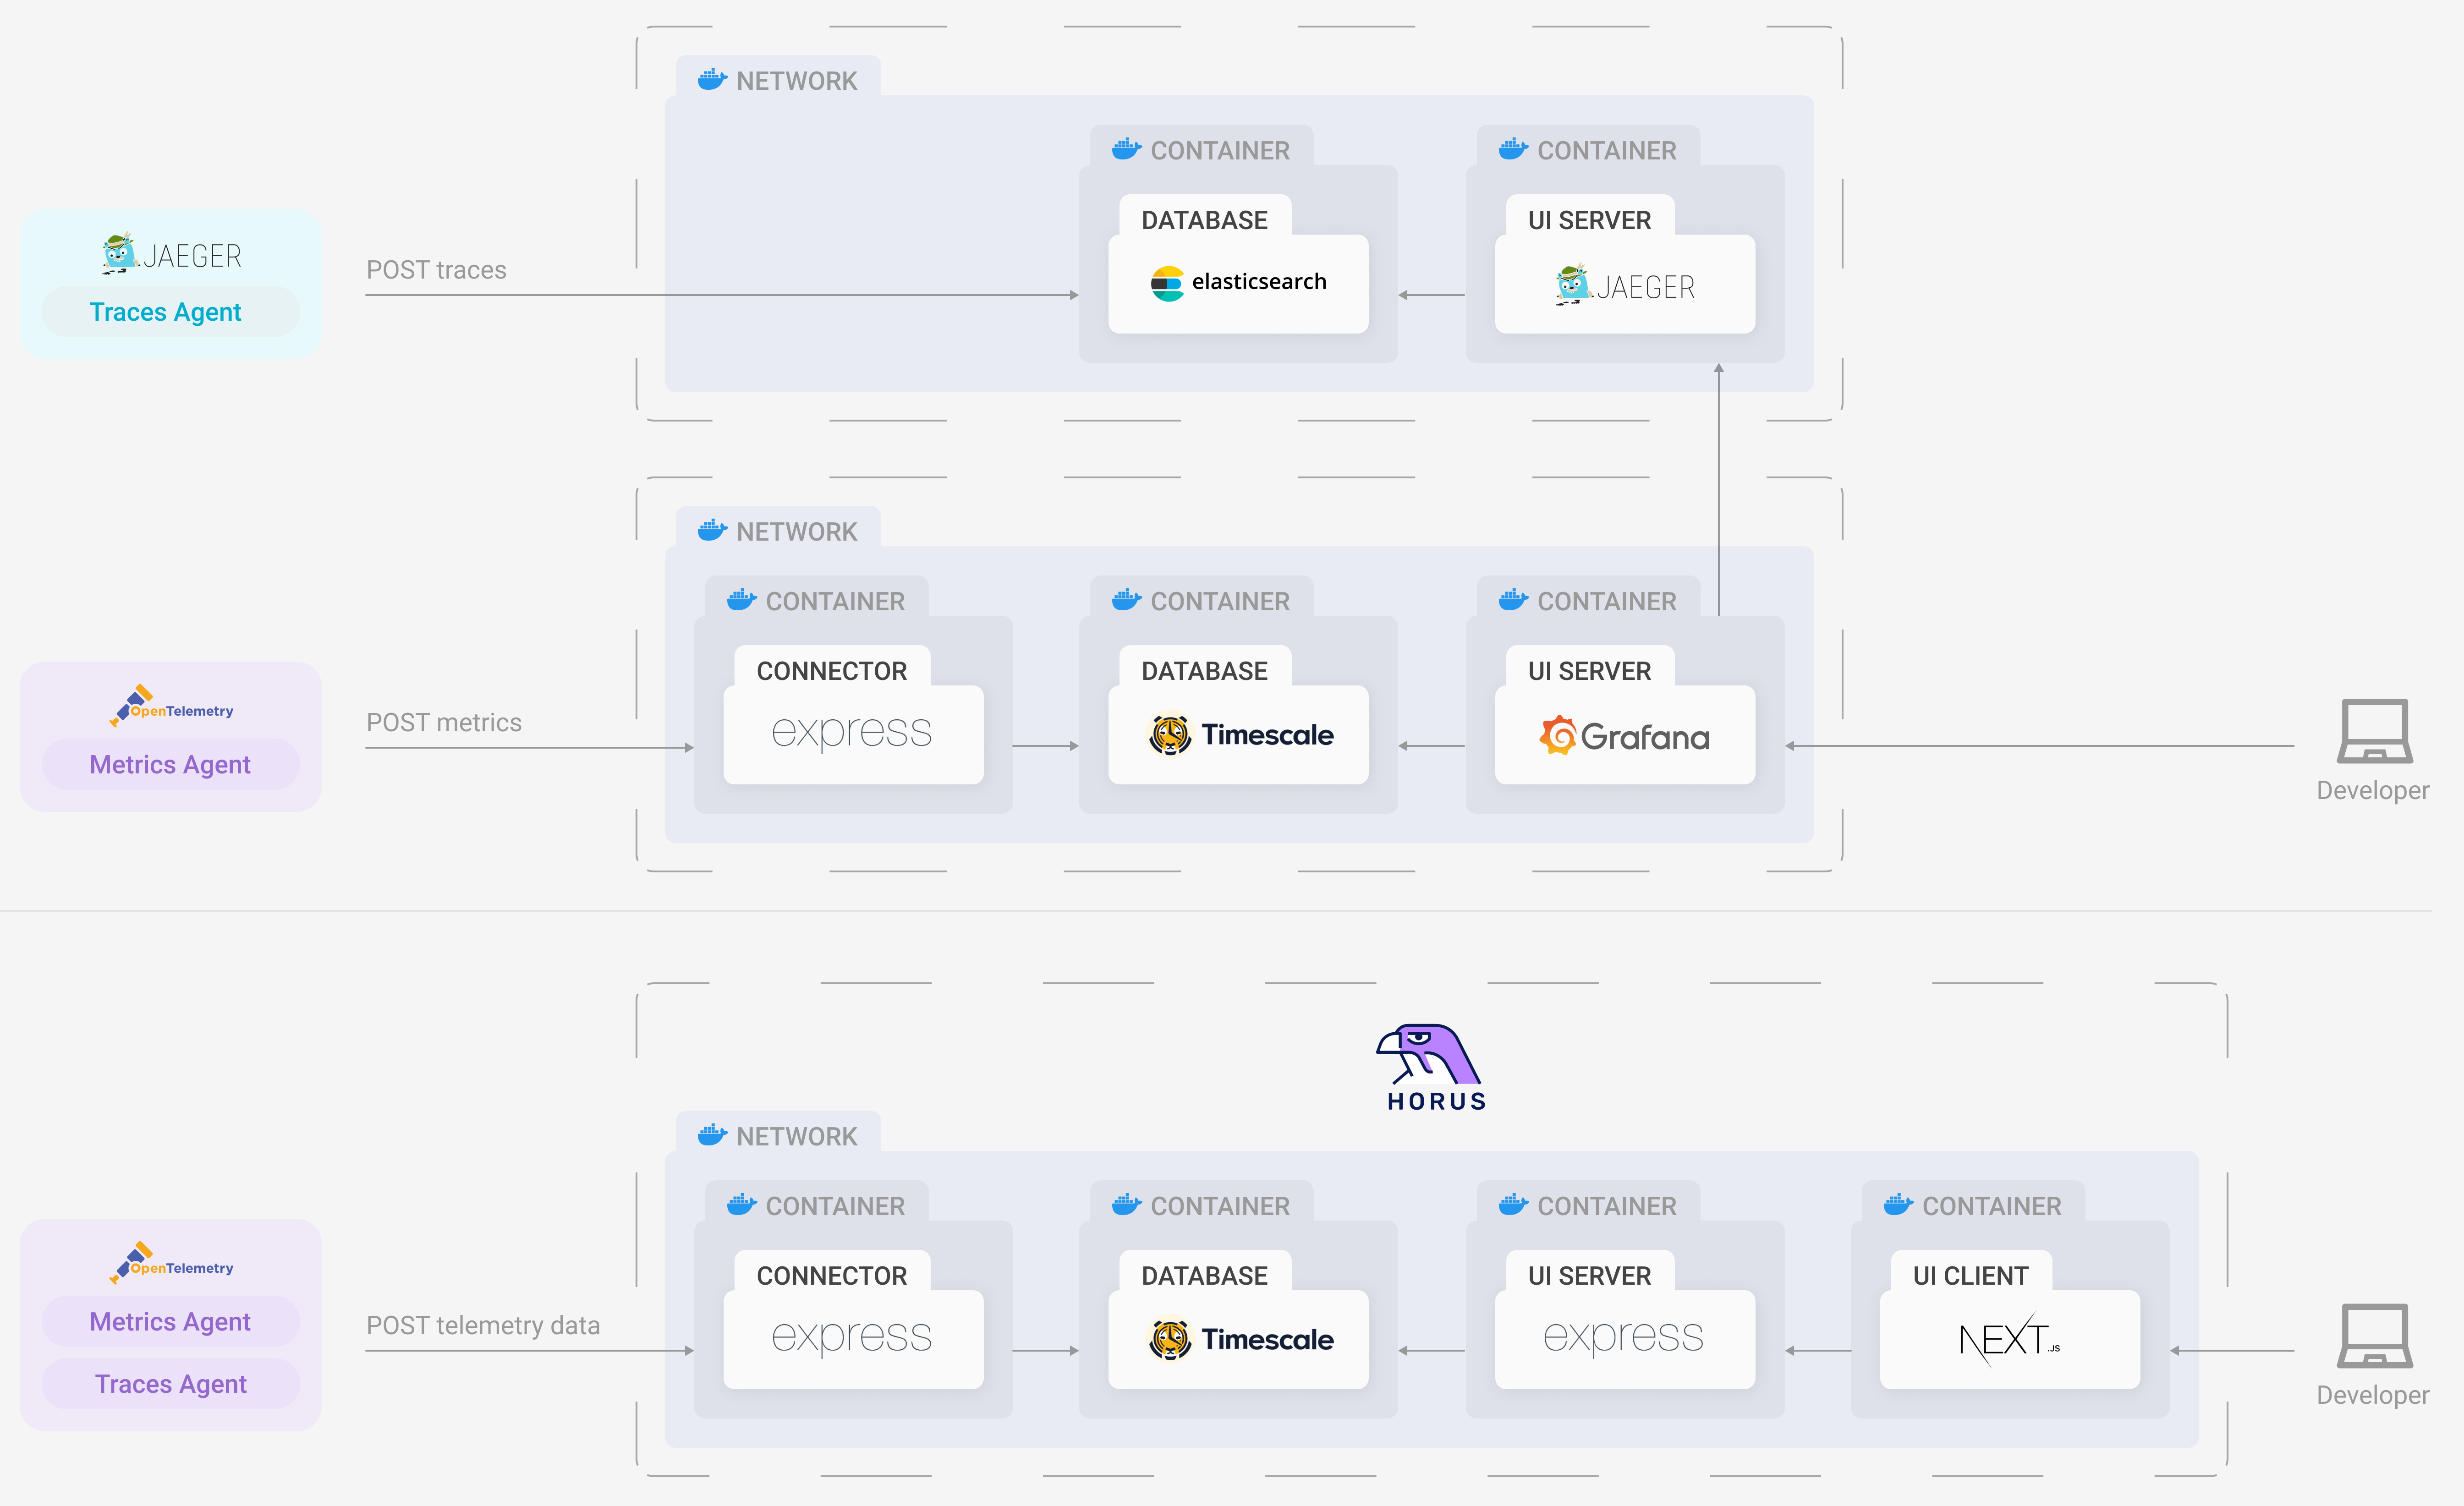 NETWORK
CONTAINER
CONTAINER
DATABASE
UI SERVER
JAEGER
Traces Agent
POST traces
elasticsearch
JAEGER
NETWORK
CONTAINER
CONTAINER
CONTAINER
CONNECTOR
DATABASE
UI SERVER
OpenTelemetry
Metrics Agent
POST metrics
express
Timescale
Grafana
Developer
HORUS
NETWORK
CONTAINER
CONTAINER
CONTAINER
CONTAINER
CONNECTOR
DATABASE
UI SERVER
UI CLIENT
OpenTelemetry
Metrics Agent
Traces Agent
POST telemetry data
express
Timescale
express
NEXT.JS
Developer